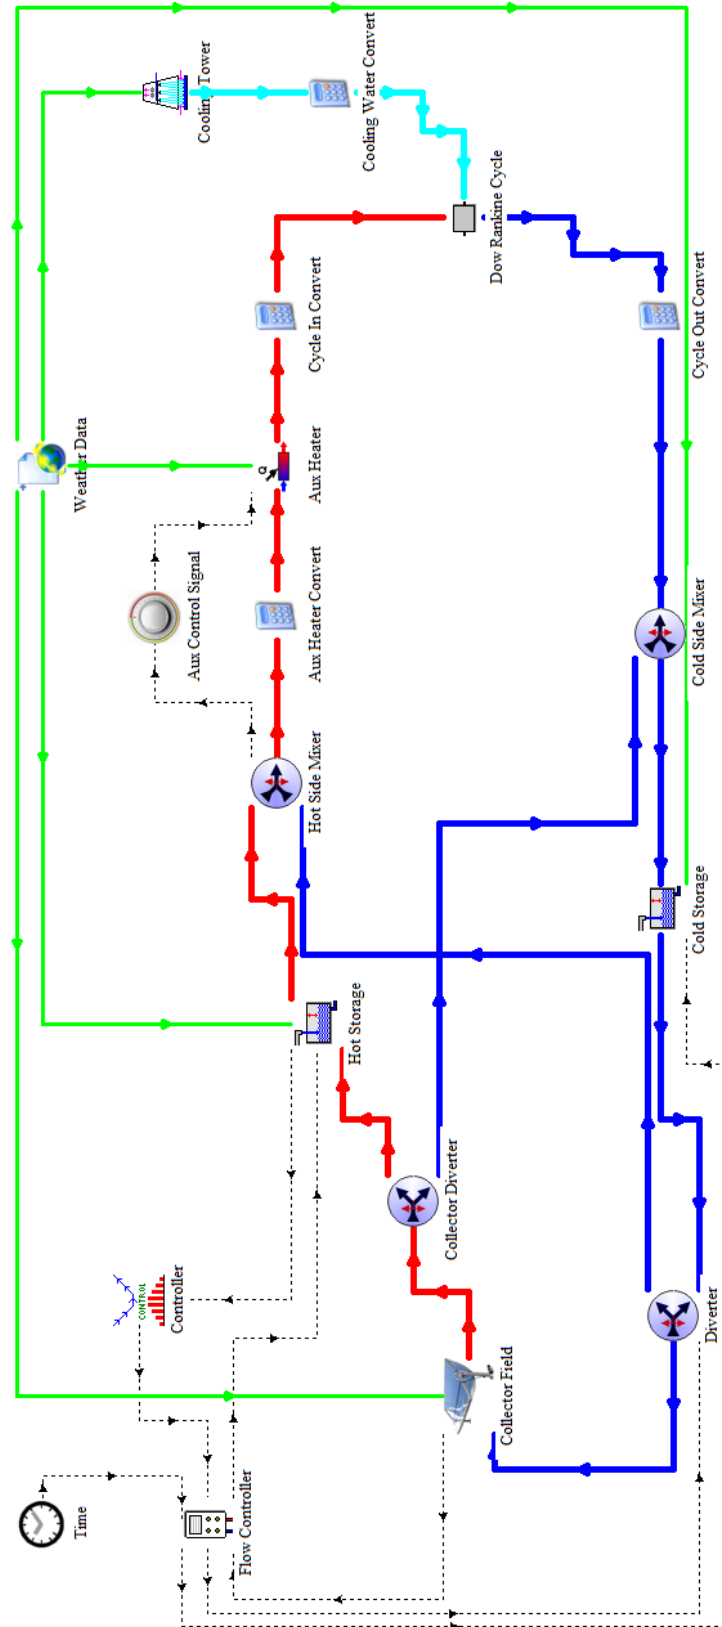 Time
Weather Data
CONTROL
Controller
Aux Control Signal
Cooling Tower
Flow Controller
Q
Hot Side Mixer
Aux Heater Convert
Aux Heater
Cycle In Convert
Hot Storage
Cooling Water Convert
Collector Diverter
Dow Rankine Cycle
Collector Field
Diverter
Cold Storage
Cold Side Mixer
Cycle Out Convert